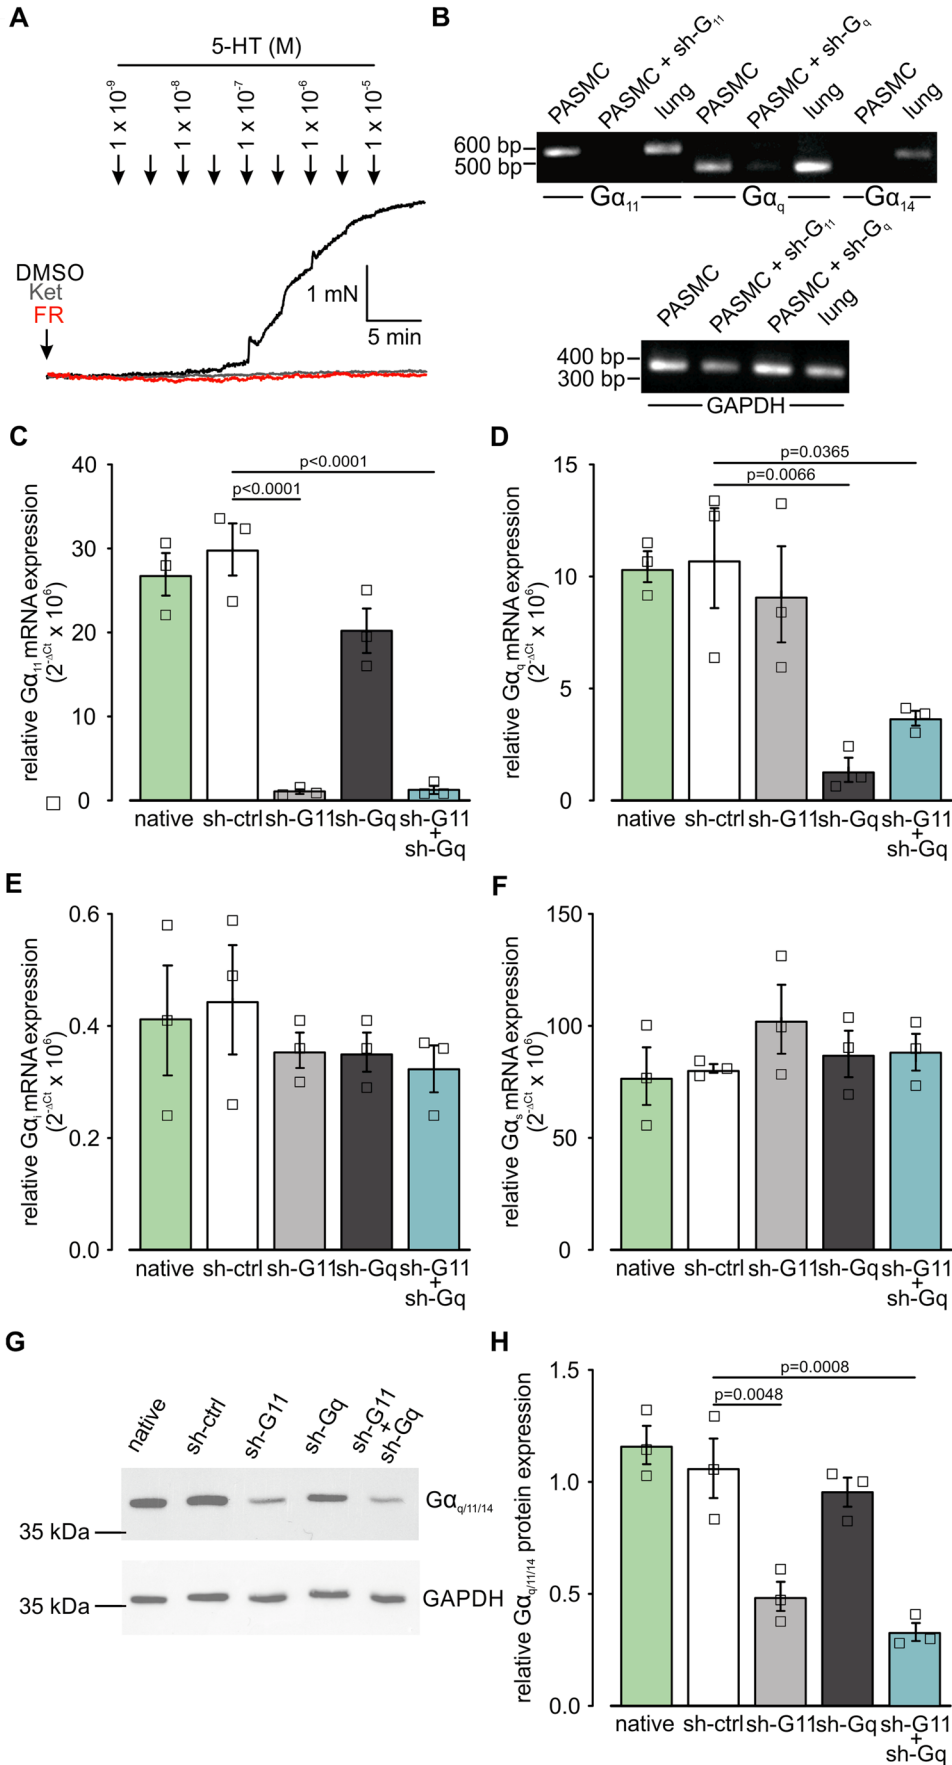 A
5-HT (M)
1 x 10⁻⁹
1 x 10⁻⁸
1 x 10⁻⁷
1 x 10⁻⁶
1 x 10⁻⁵
DMSO
Ket
FR
1 mN
5 min
B
PASMC
PASMC + sh-G₁₁
lung
PASMC
PASMC + sh-Gq
lung
PASMC
lung
600 bp
500 bp
Gα₁₁
Gαq
Gα₁₄
PASMC
PASMC + sh-G₁₁
PASMC + sh-Gq
lung
400 bp
300 bp
GAPDH
C
relative Gα₁₁ mRNA expression
(2^-ΔCt x 10⁶)
40
30
20
10
0
p<0.0001
p<0.0001
native sh-ctrl sh-G11 sh-Gq sh-G11
+
sh-Gq
D
relative Gαq mRNA expression
(2^-ΔCt x 10⁶)
15
10
5
0
p=0.0365
p=0.0066
native sh-ctrl sh-G11 sh-Gq sh-G11
+
sh-Gq
E
relative Gαi mRNA expression
(2^-ΔCt x 10⁶)
0.6
0.4
0.2
0.0
native sh-ctrl sh-G11 sh-Gq sh-G11
+
sh-Gq
F
relative Gαs mRNA expression
(2^-ΔCt x 10⁶)
150
100
50
0
native sh-ctrl sh-G11 sh-Gq sh-G11
+
sh-Gq
G
native
sh-ctrl
sh-G11
sh-Gq
sh-G11
+
sh-Gq
Gαq/11/14
35 kDa
GAPDH
35 kDa
H
relative Gαq/11/14 protein expression
1.5
1.0
0.5
0.0
p=0.0008
p=0.0048
native sh-ctrl sh-G11 sh-Gq sh-G11
+
sh-Gq